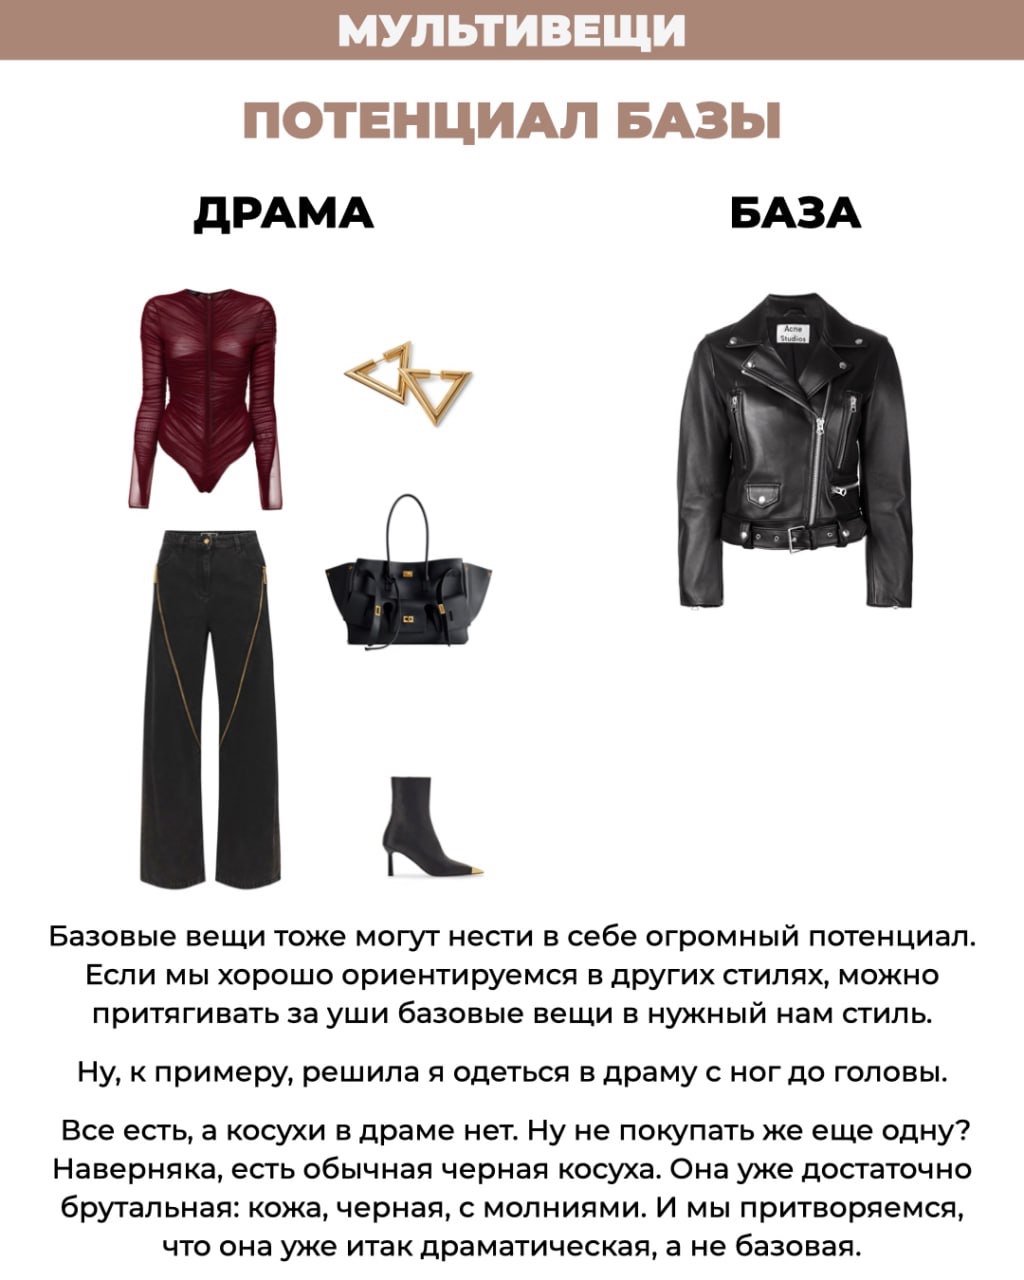 МУЛЬТИВЕЩИ
ПОТЕНЦИАЛ БАЗЫ
ДРАМА
БАЗА
Acne
Studios
Базовые вещи тоже могут нести в себе огромный потенциал.
Если мы хорошо ориентируемся в других стилях, можно
притягивать за уши базовые вещи в нужный нам стиль.
Ну, к примеру, решила я одеться в драму с ног до головы.
Все есть, а косухи в драме нет. Ну не покупать же еще одну?
Наверняка, есть обычная черная косуха. Она уже достаточно
брутальная: кожа, черная, с молниями. И мы притворяемся,
что она уже итак драматическая, а не базовая.